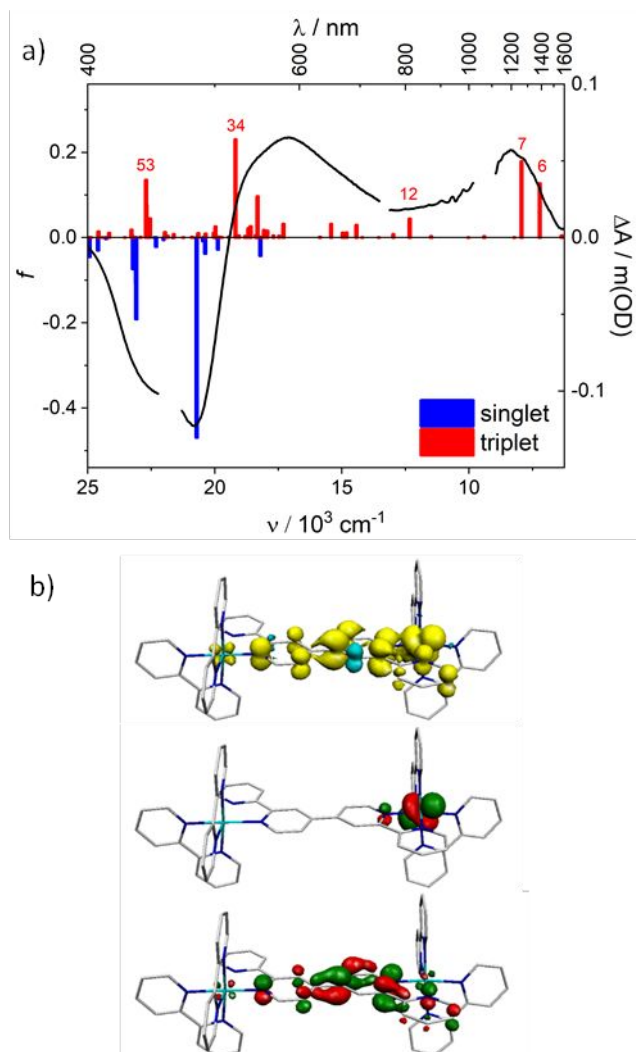 λ / nm
a)
400
600
800
1000
1200
1400
1600
0.1
34
0.2
53
7
6
12
0.0
0.0
f
ΔA / m(OD)
-0.2
-0.1
-0.4
singlet
triplet
25
20
15
10
ν / 10³ cm⁻¹
b)